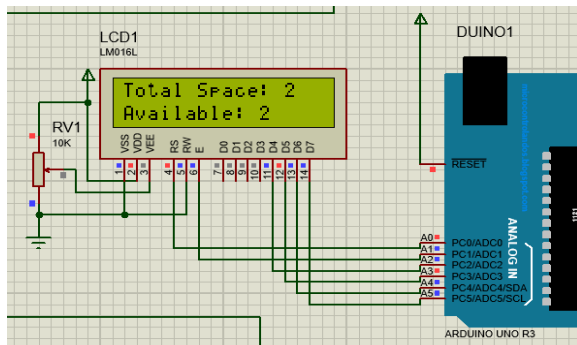 LCD1
LM016L
Total Space: 2
Available: 2
RV1
10K
VSS
VDD
VEE
RS
RW
E
D0
D1
D2
D3
D4
D5
D6
D7
1
2
3
4
5
6
7
8
9
10
11
12
13
14
DUINO1
RESET
1121
ANALOG IN
A0
A1
A2
A3
A4
A5
PC0/ADC0
PC1/ADC1
PC2/ADC2
PC3/ADC3
PC4/ADC4/SDA
PC5/ADC5/SCL
ARDUINO UNO R3